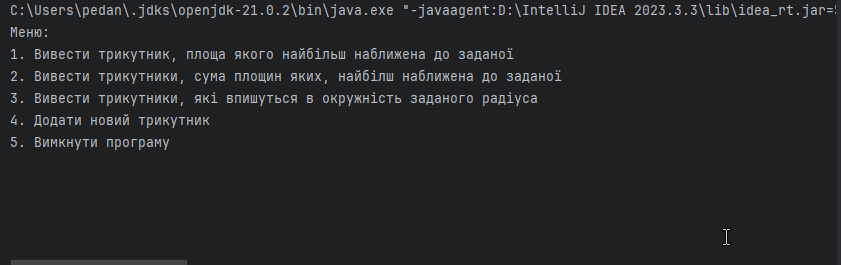 C:\Users\pedan\.jdks\openjdk-21.0.2\bin\java.exe "-javaagent:D:\IntelliJ IDEA 2023.3.3\lib\idea_rt.jar=
Меню:
1. Вивести трикутник, площа якого найбільш наближена до заданої
2. Вивести трикутники, сума площин яких, найбілш наближена до заданої
3. Вивести трикутники, які впишуться в окружність заданого радіуса
4. Додати новий трикутник
5. Вимкнути програму